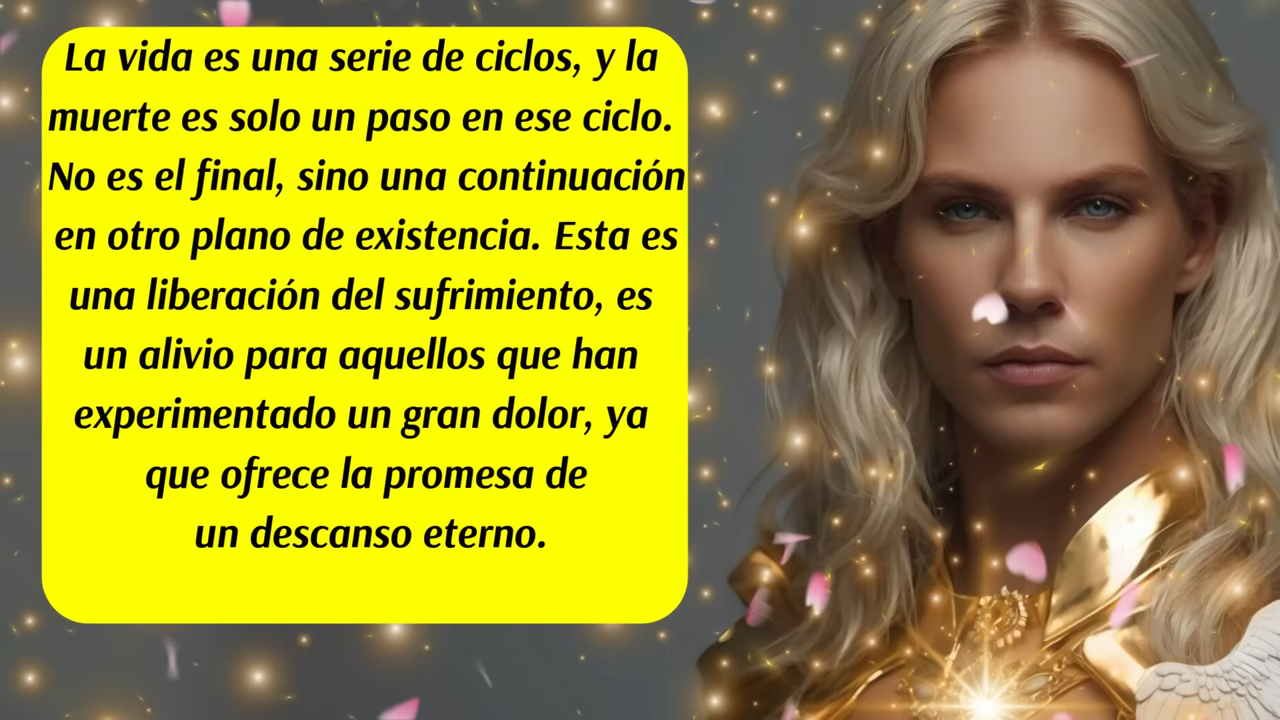 La vida es una serie de ciclos, y la
muerte es solo un paso en ese ciclo.
No es el final, sino una continuación
en otro plano de existencia. Esta es
una liberación del sufrimiento, es
un alivio para aquellos que han
experimentado un gran dolor, ya
que ofrece la promesa de
un descanso eterno.